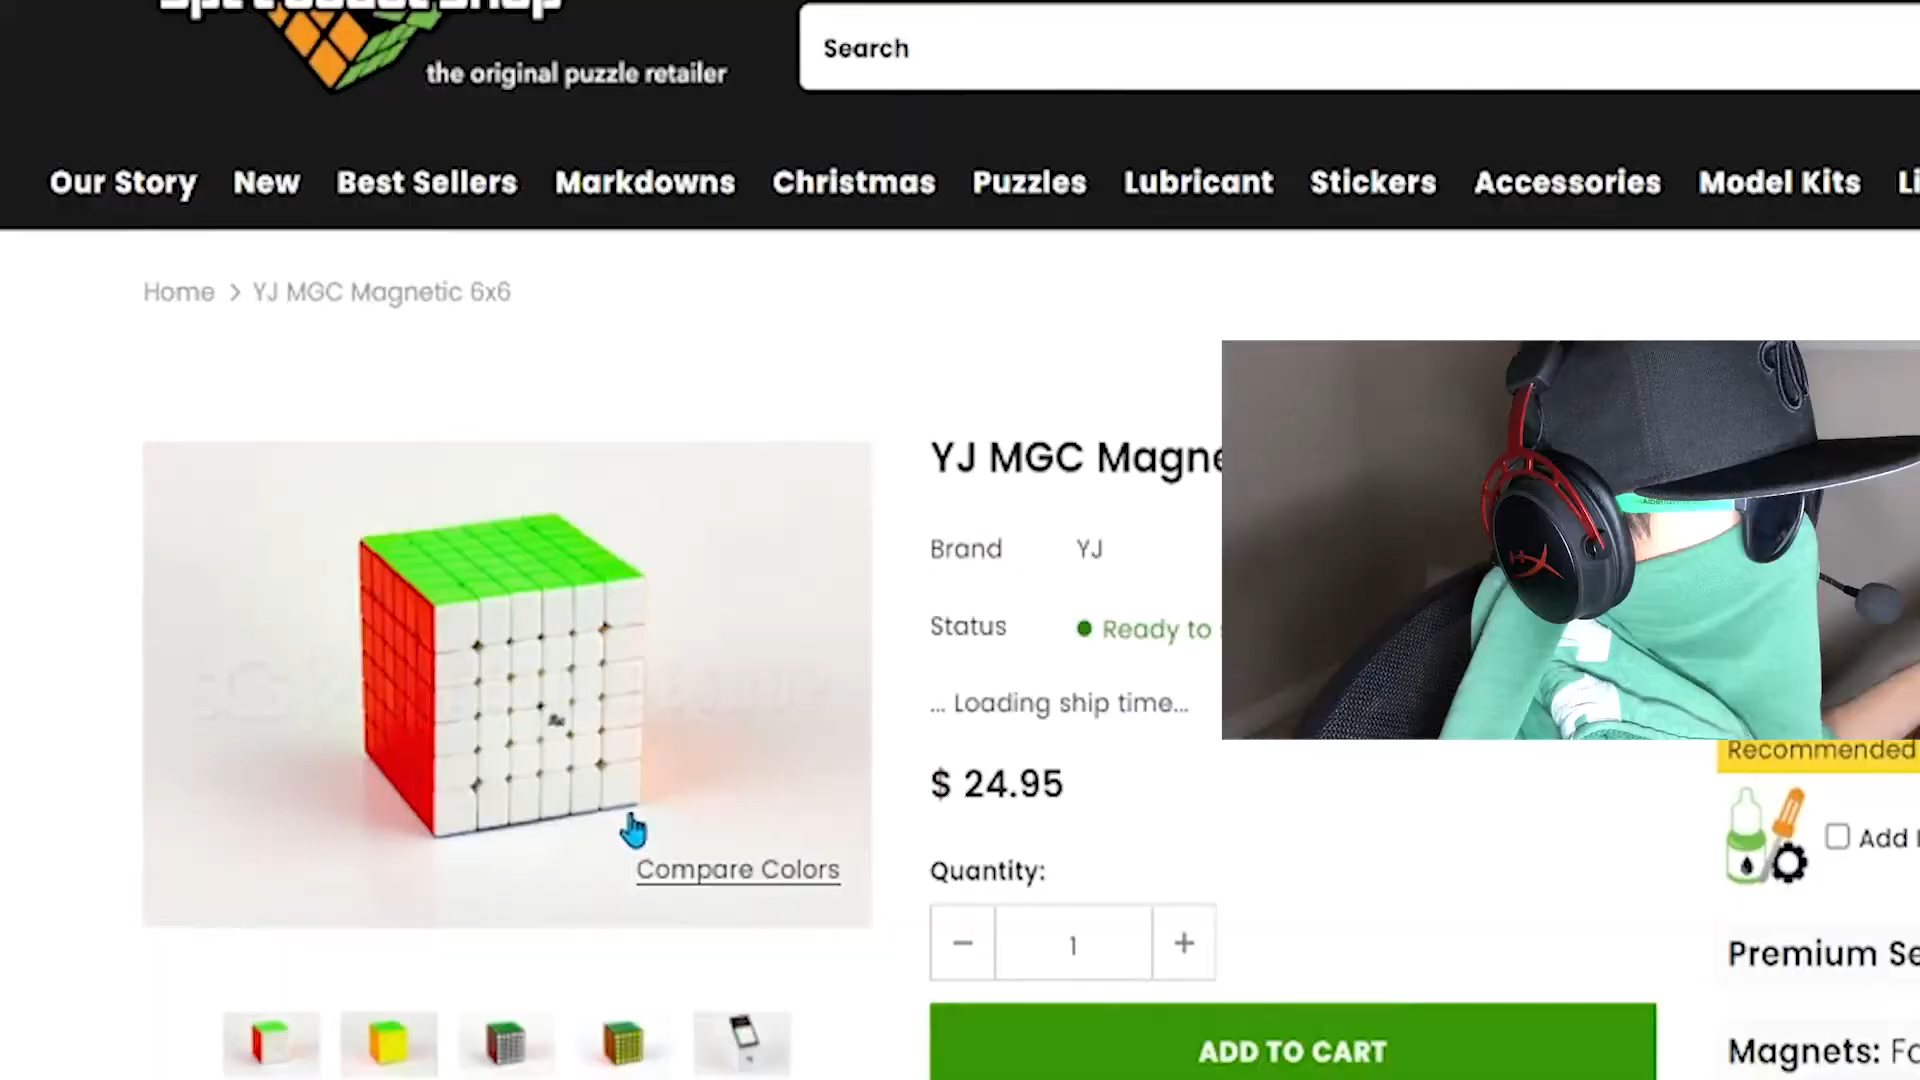 the original puzzle retailer
Search
Our Story New Best Sellers Markdowns Christmas Puzzles Lubricant Stickers Accessories Model Kits
Home > YJ MGC Magnetic 6x6
YJ MGC Magne
Brand YJ
Status Ready to
... Loading ship time...
$ 24.95
Recommended
Add
Compare Colors
Quantity:
− 1 +
Premium Se
ADD TO CART
Magnets: Fo